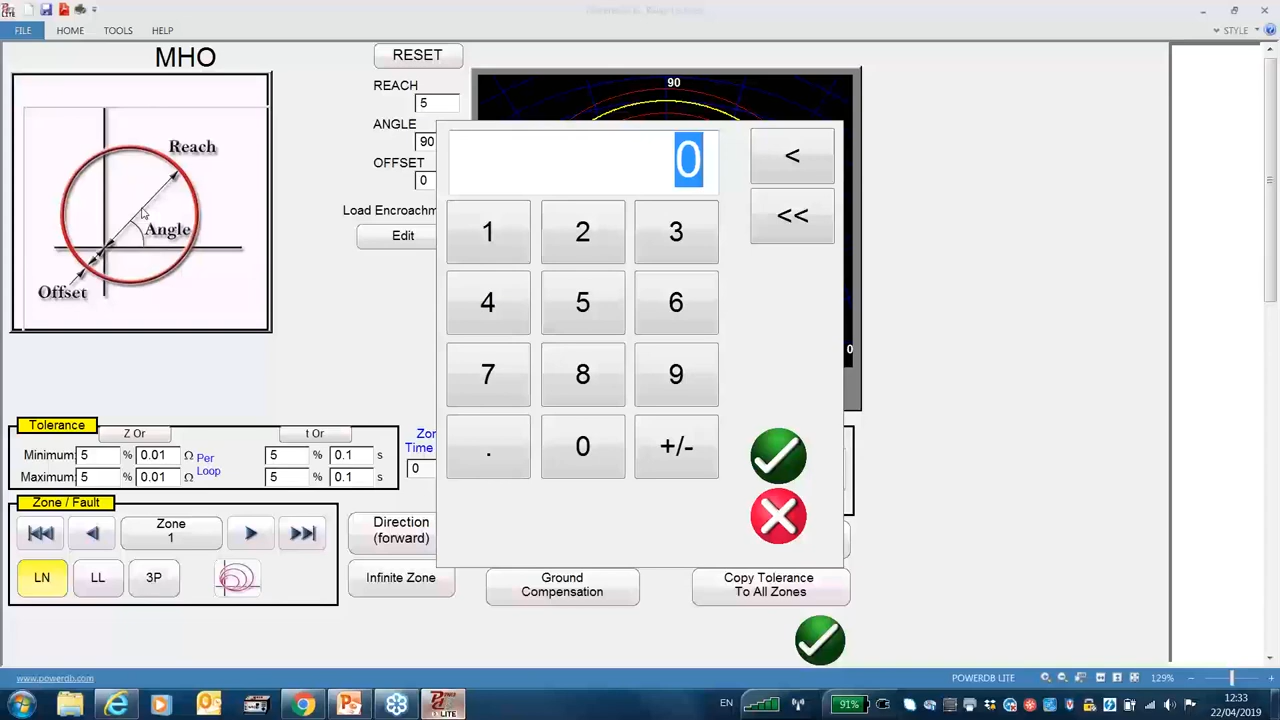 FILE HOME TOOLS HELP STYLE
MHO
RESET
REACH
5
ANGLE
90
OFFSET
0
Load Encroachm
Edit
Reach
Angle
Offset
90
0
0
<
<<
1 2 3
4 5 6
7 8 9
. 0 +/-
Tolerance
Z Or t Or
Minimum: 5 % 0.01 Ω Per 5 % 0.1 s
Maximum: 5 % 0.01 Ω Loop 5 % 0.1 s
Zon
Time
0
Zone / Fault
Zone
1
LN LL 3P
Direction
(forward)
Infinite Zone
Ground
Compensation
Copy Tolerance
To All Zones
www.powerdb.com POWERDB LITE 129%
EN 91% 12:33
22/04/2019